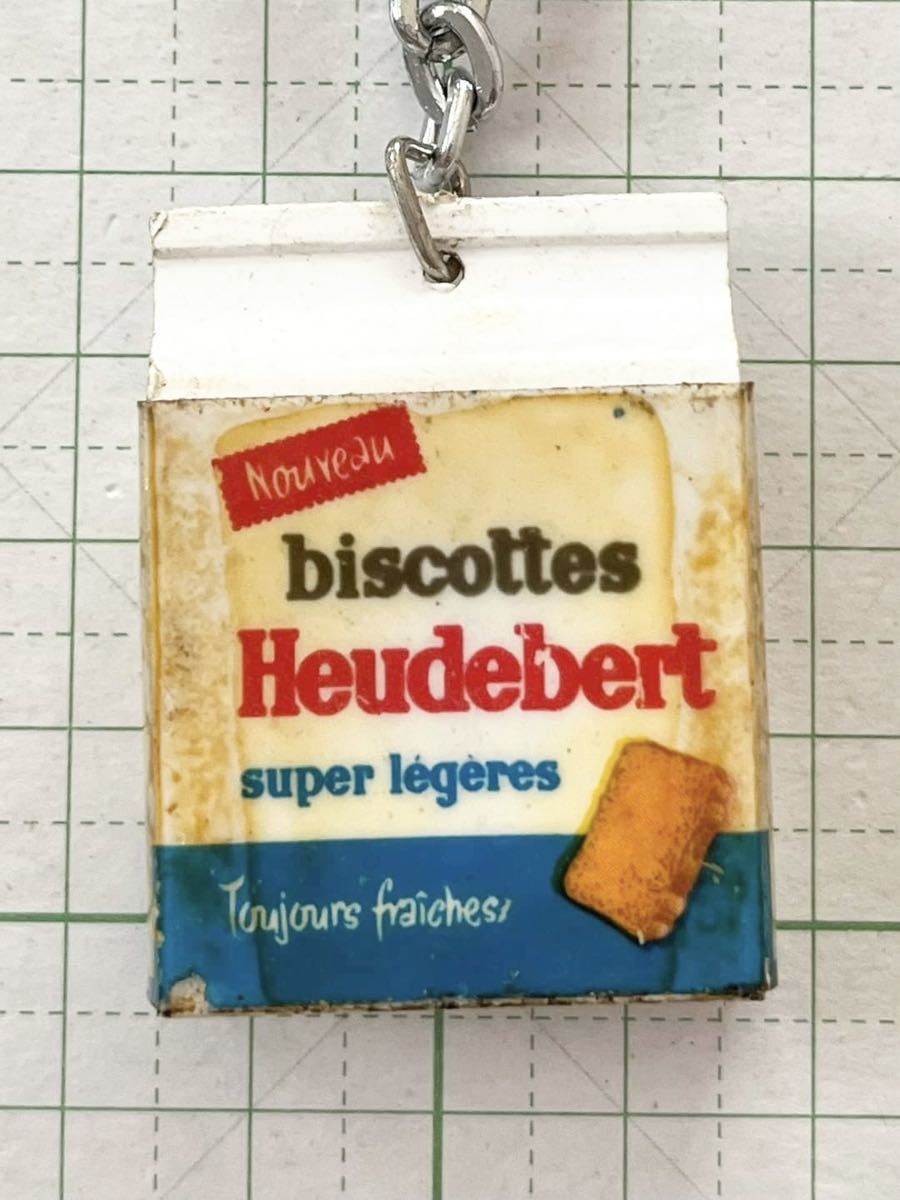 Nouveau
biscottes
Heudebert
super légères
Toujours fraîches